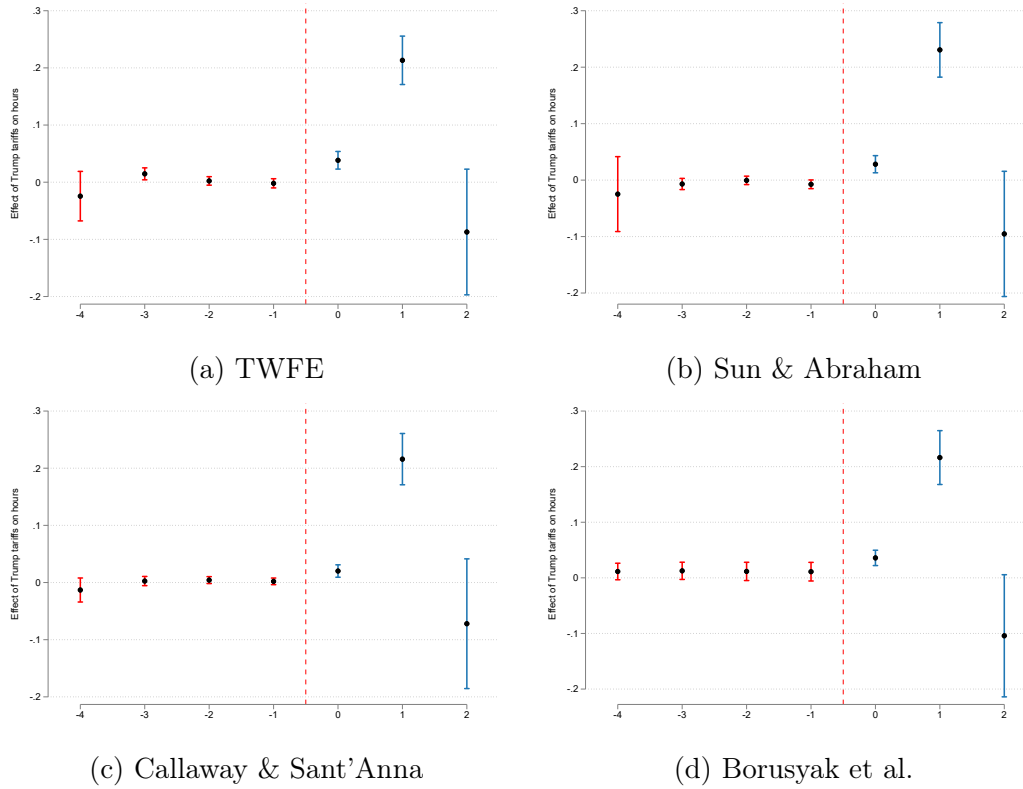 .3
.2
.1
0
-.1
-.2
Effect of Trump tariffs on hours
-4 -3 -2 -1 0 1 2
(a) TWFE
.3
.2
.1
0
-.1
-.2
Effect of Trump tariffs on hours
-4 -3 -2 -1 0 1 2
(b) Sun & Abraham
.3
.2
.1
0
-.1
-.2
Effect of Trump tariffs on hours
-4 -3 -2 -1 0 1 2
(c) Callaway & Sant'Anna
.3
.2
.1
0
-.1
-.2
Effect of Trump tariffs on hours
-4 -3 -2 -1 0 1 2
(d) Borusyak et al.